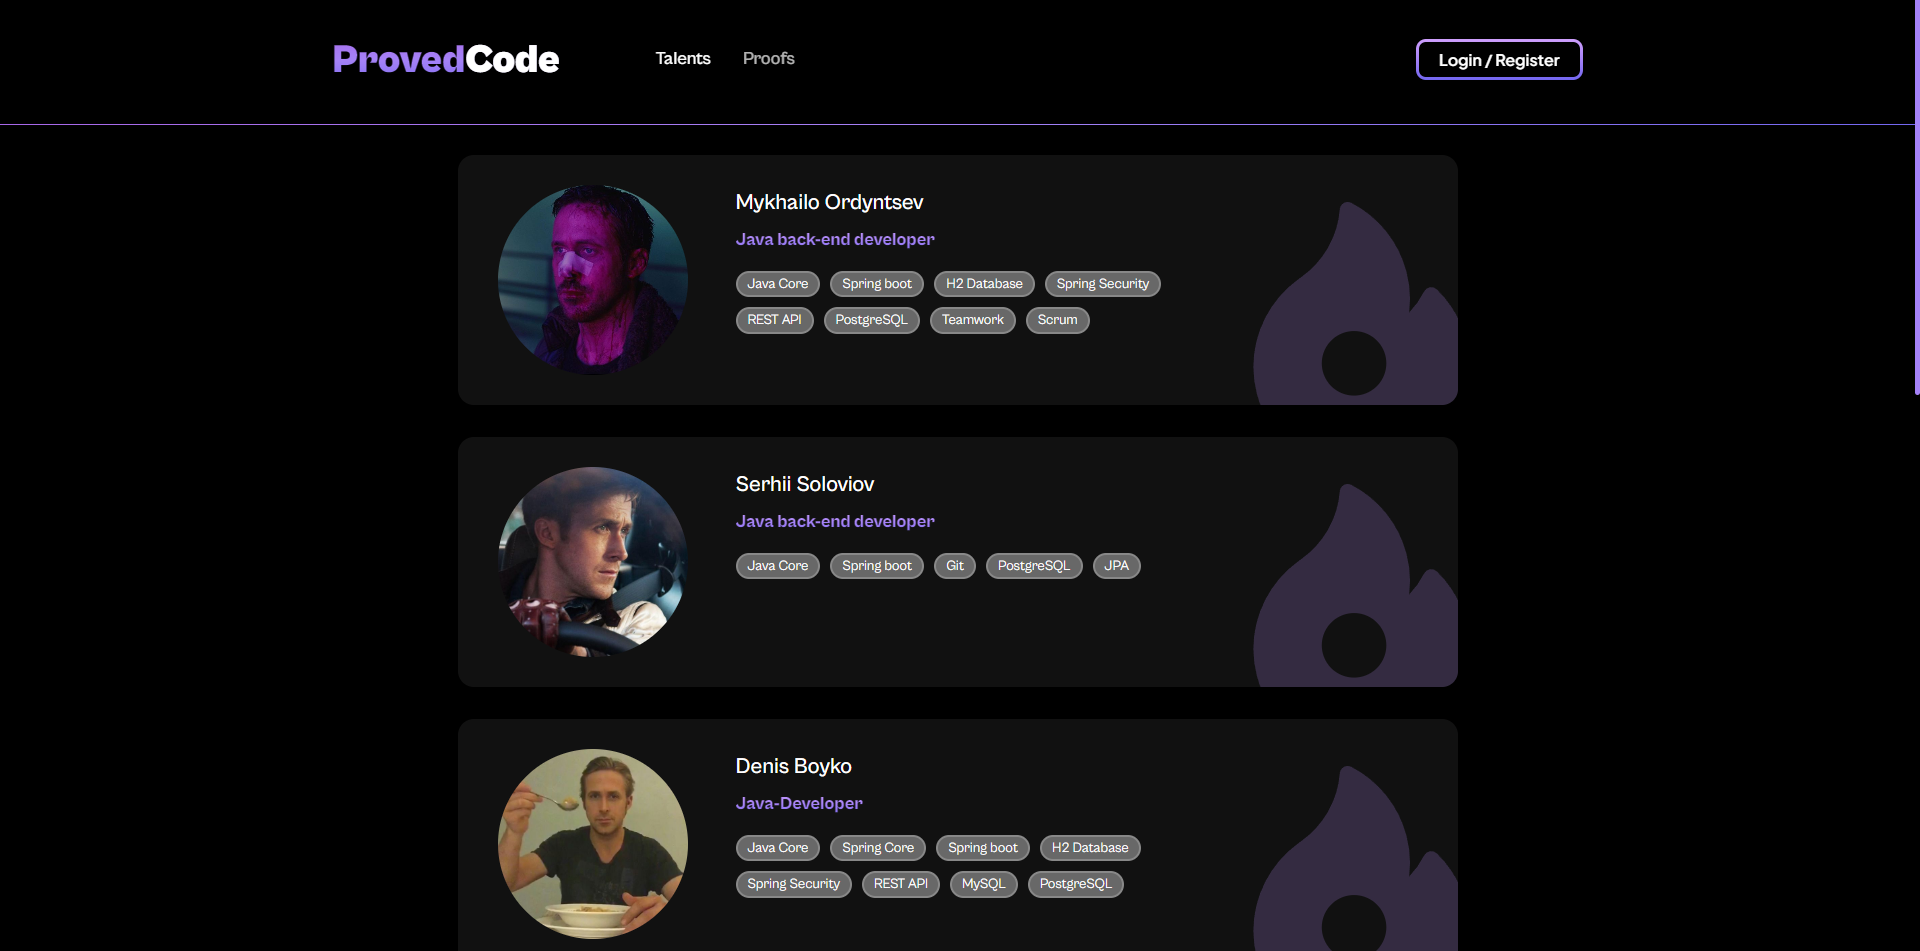 ProvedCode Talents Proofs Login / Register
Mykhailo Ordyntsev
Java back-end developer
Java Core Spring boot H2 Database Spring Security
REST API PostgreSQL Teamwork Scrum
Serhii Soloviov
Java back-end developer
Java Core Spring boot Git PostgreSQL JPA
Denis Boyko
Java-Developer
Java Core Spring Core Spring boot H2 Database
Spring Security REST API MySQL PostgreSQL